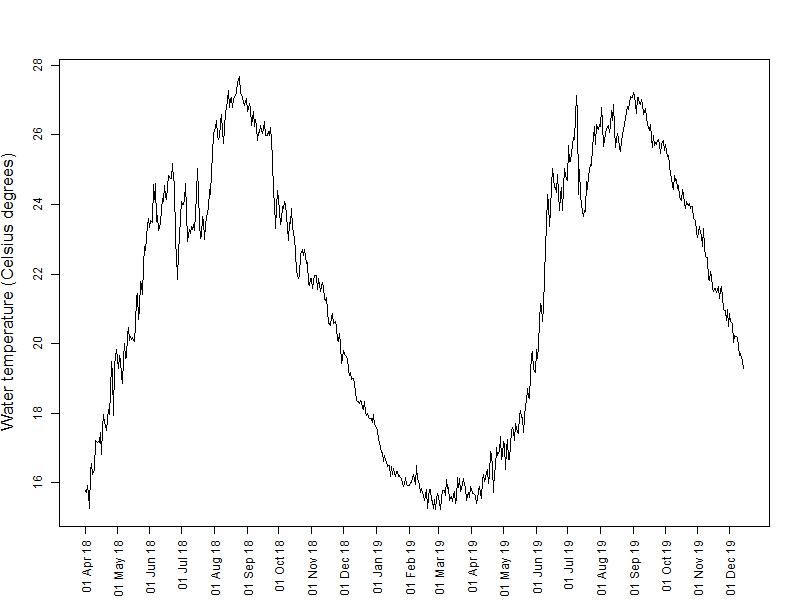 Water temperature (Celsius degrees)
28
26
24
22
20
18
16
01 Apr 18
01 May 18
01 Jun 18
01 Jul 18
01 Aug 18
01 Sep 18
01 Oct 18
01 Nov 18
01 Dec 18
01 Jan 19
01 Feb 19
01 Mar 19
01 Apr 19
01 May 19
01 Jun 19
01 Jul 19
01 Aug 19
01 Sep 19
01 Oct 19
01 Nov 19
01 Dec 19